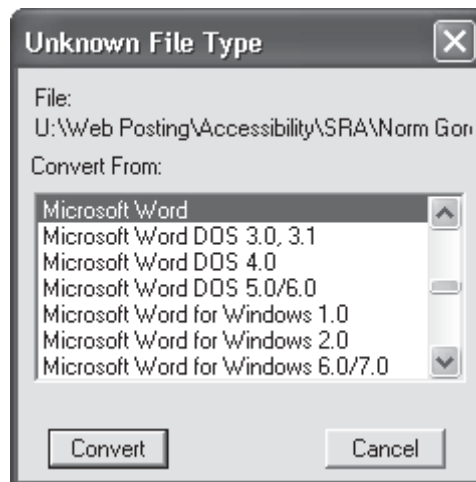 Unknown File Type
File:
U:\Web Posting\Accessibility\SRA\Norm Gor
Convert From:
Microsoft Word
Microsoft Word DOS 3.0, 3.1
Microsoft Word DOS 4.0
Microsoft Word DOS 5.0/6.0
Microsoft Word for Windows 1.0
Microsoft Word for Windows 2.0
Microsoft Word for Windows 6.0/7.0
Convert Cancel